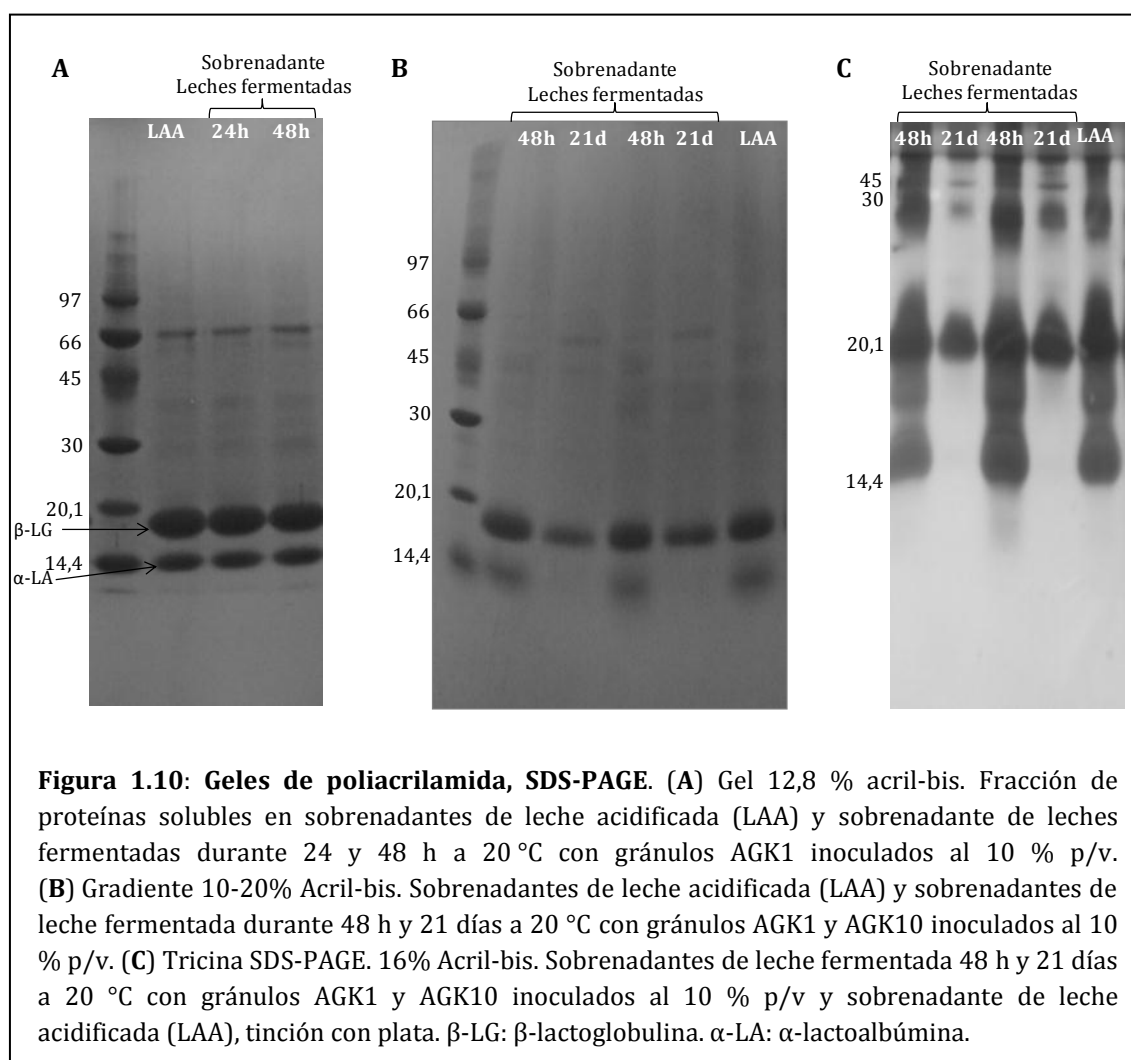 A
Sobrenadante
Leches fermentadas
LAA 24h 48h
97
66
45
30
20,1
β-LG
14,4
α-LA
B
Sobrenadante
Leches fermentadas
48h 21d 48h 21d LAA
97
66
45
30
20,1
14,4
C
Sobrenadante
Leches fermentadas
48h 21d 48h 21d LAA
45
30
20,1
14,4
Figura 1.10: Geles de poliacrilamida, SDS-PAGE. (A) Gel 12,8 % acril-bis. Fracción de
proteínas solubles en sobrenadantes de leche acidificada (LAA) y sobrenadante de leches
fermentadas durante 24 y 48 h a 20 °C con gránulos AGK1 inoculados al 10 % p/v.
(B) Gradiente 10-20% Acril-bis. Sobrenadantes de leche acidificada (LAA) y sobrenadantes de
leche fermentada durante 48 h y 21 días a 20 °C con gránulos AGK1 y AGK10 inoculados al 10
% p/v. (C) Tricina SDS-PAGE. 16% Acril-bis. Sobrenadantes de leche fermentada 48 h y 21 días
a 20 °C con gránulos AGK1 y AGK10 inoculados al 10 % p/v y sobrenadante de leche
acidificada (LAA), tinción con plata. β-LG: β-lactoglobulina. α-LA: α-lactoalbúmina.